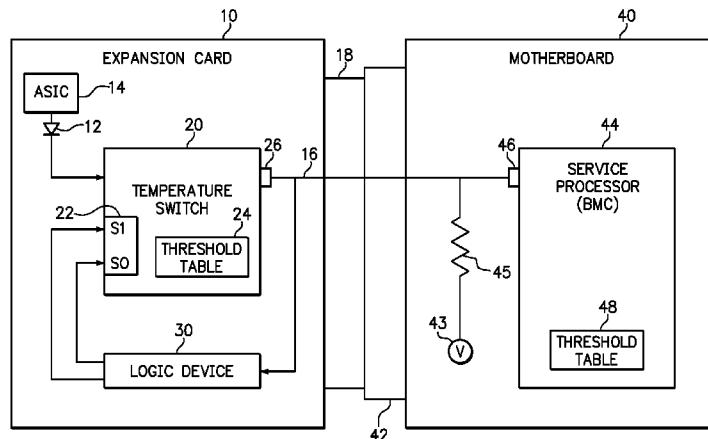 10
40
EXPANSION CARD
18
MOTHERBOARD
ASIC
14
12
20
26
16
46
44
TEMPERATURE
SWITCH
SERVICE
PROCESSOR
(BMC)
22
S1
S0
24
THRESHOLD
TABLE
45
43
V
48
THRESHOLD
TABLE
30
LOGIC DEVICE
42